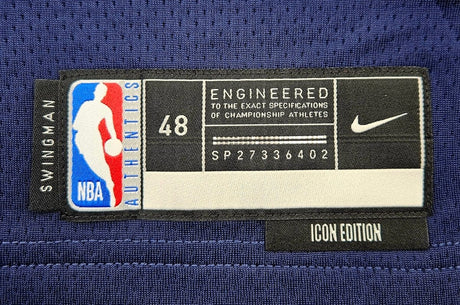 SWINGMAN
NBA
AUTHENTICS
48
ENGINEERED
TO THE EXACT SPECIFICATIONS
OF CHAMPIONSHIP ATHLETES
SP27336402
ICON EDITION